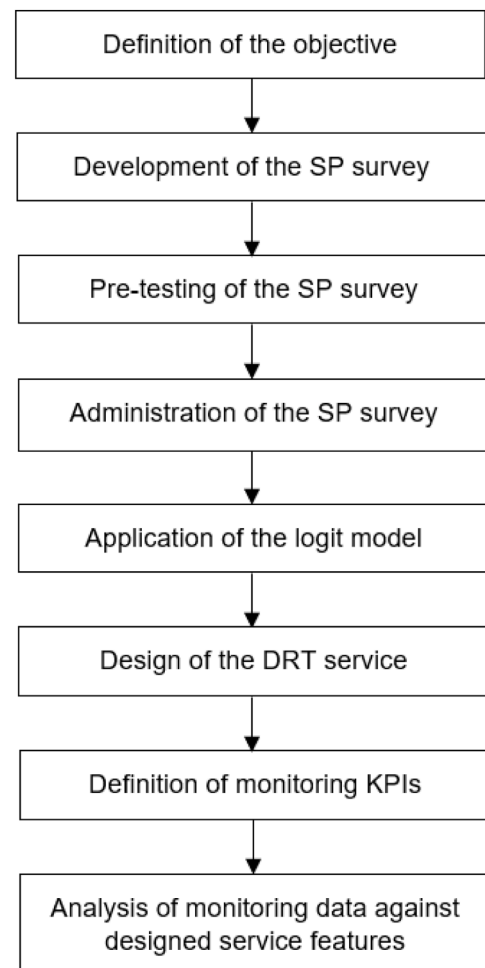 Definition of the objective
Development of the SP survey
Pre-testing of the SP survey
Administration of the SP survey
Application of the logit model
Design of the DRT service
Definition of monitoring KPIs
Analysis of monitoring data against
designed service features